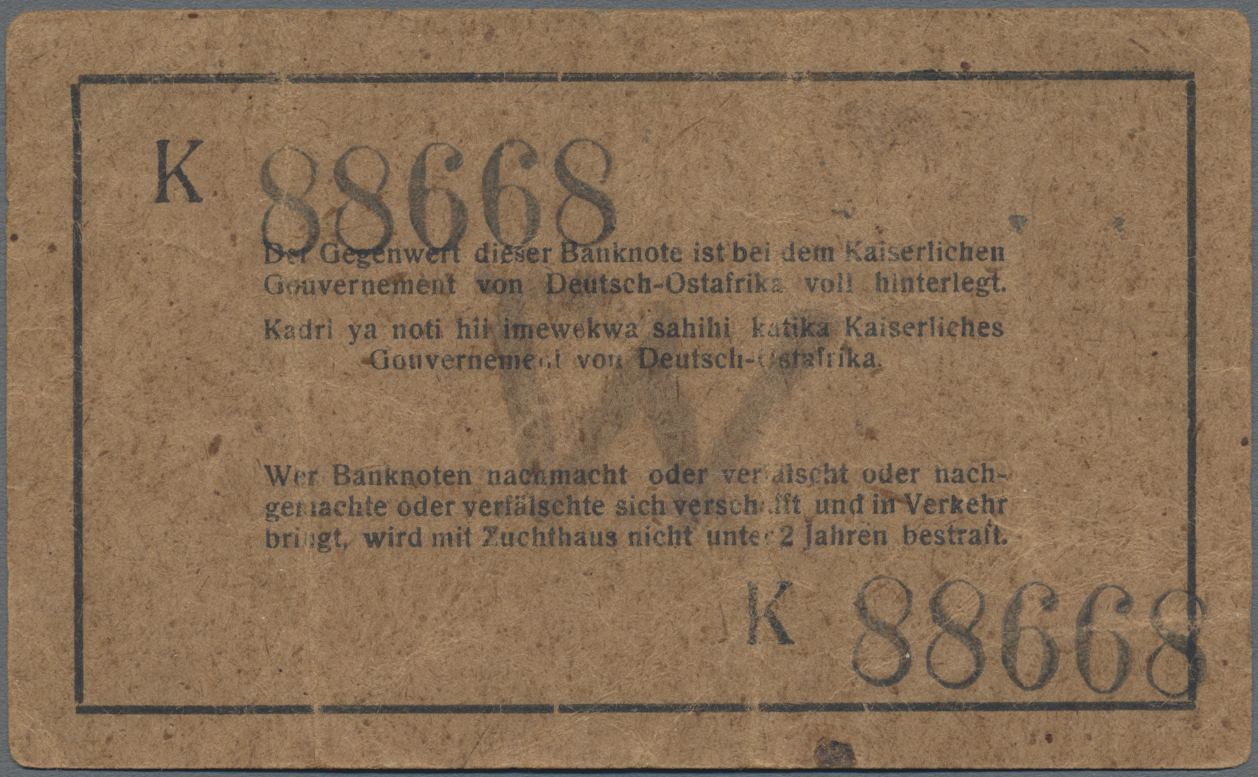 K 88668
Der Gegenwert dieser Banknote ist bei dem Kaiserlichen
Gouvernement von Deutsch-Ostafrika voll hinterlegt.
Kadri ya noti hii imewekwa sahihi katika Kaiserliches
Gouvernement von Deutsch-Ostafrika.
W
Wer Banknoten nachmacht oder verfälscht oder nach-
gemachte oder verfälschte sich verschafft und in Verkehr
bringt, wird mit Zuchthaus nicht unter 2 Jahren bestraft.
K 88668